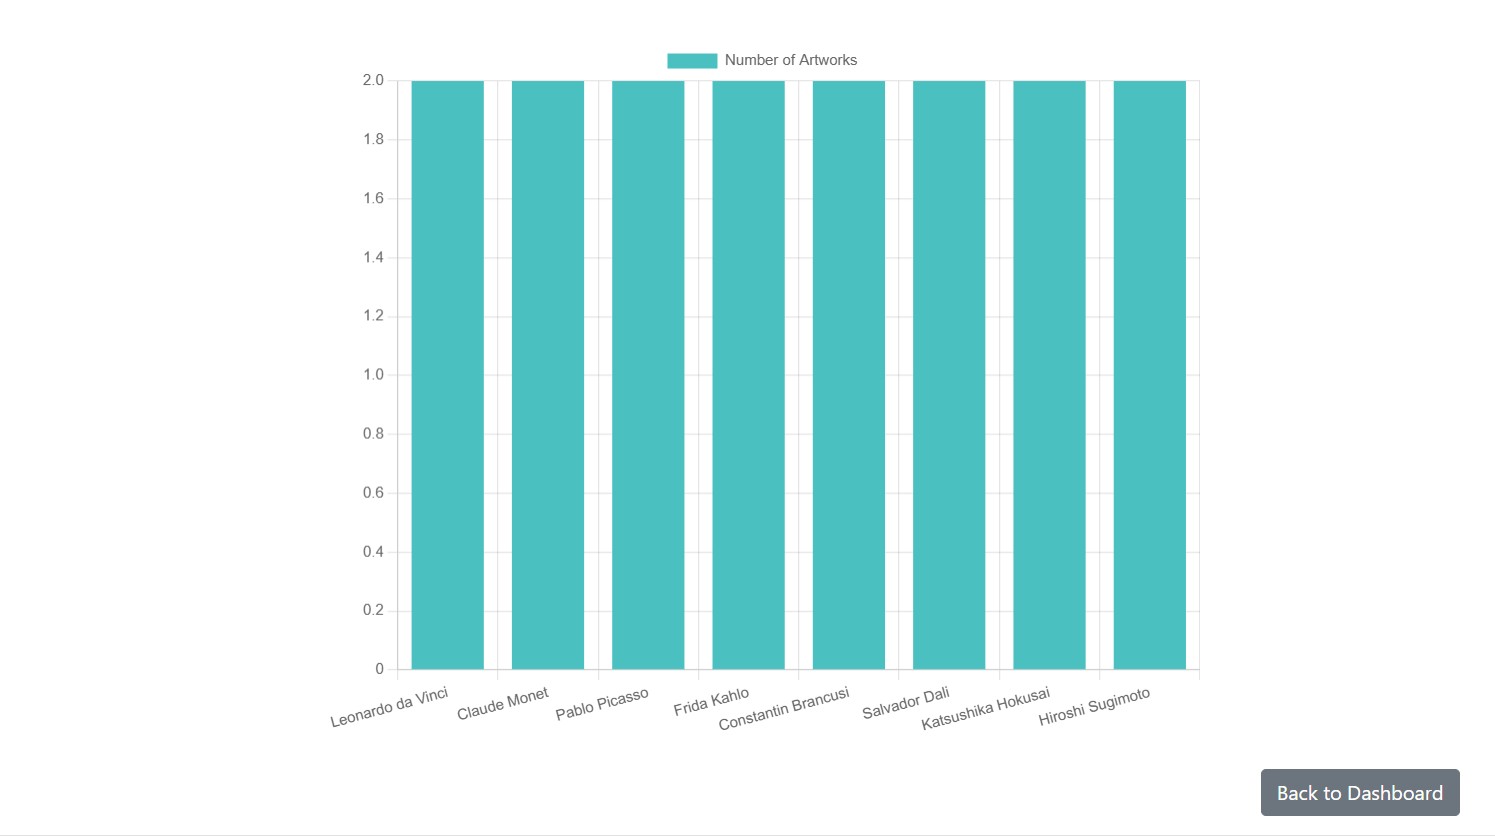 Number of Artworks
2.0
1.8
1.6
1.4
1.2
1.0
0.8
0.6
0.4
0.2
0
Leonardo da Vinci
Claude Monet
Pablo Picasso
Frida Kahlo
Constantin Brancusi
Salvador Dali
Katsushika Hokusai
Hiroshi Sugimoto
Back to Dashboard